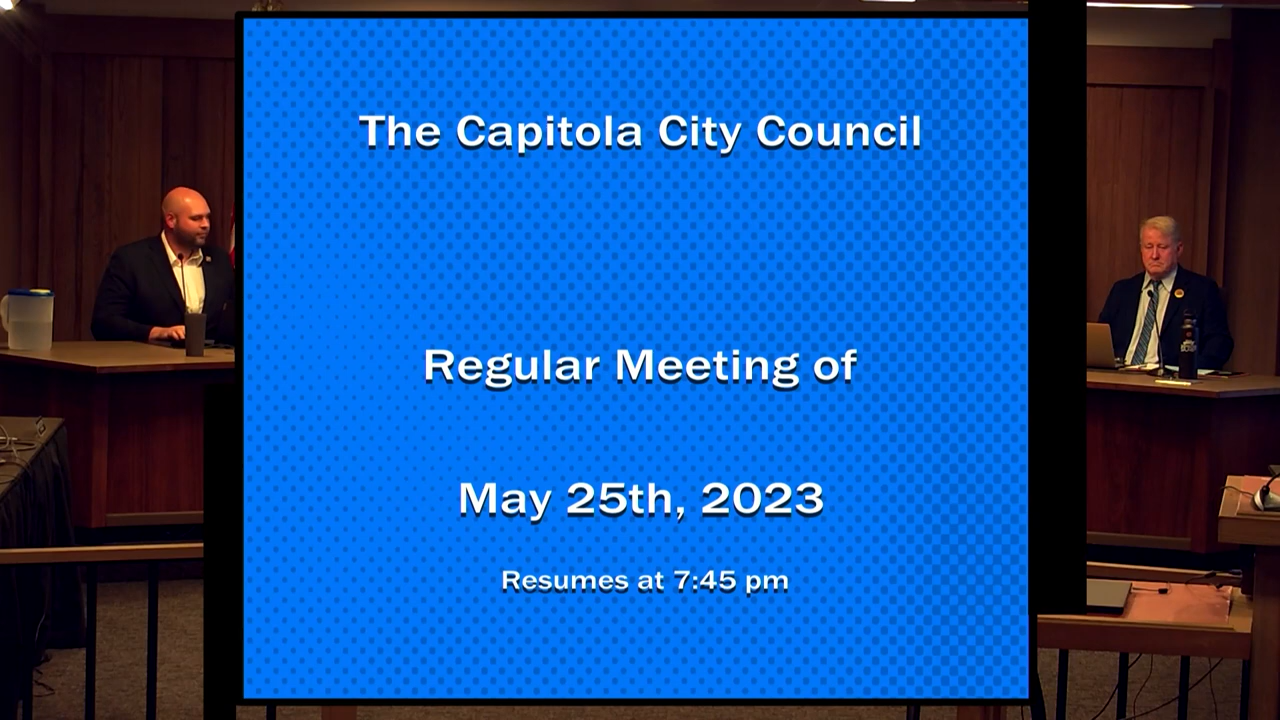 The Capitola City Council
Regular Meeting of
May 25th, 2023
Resumes at 7:45 pm